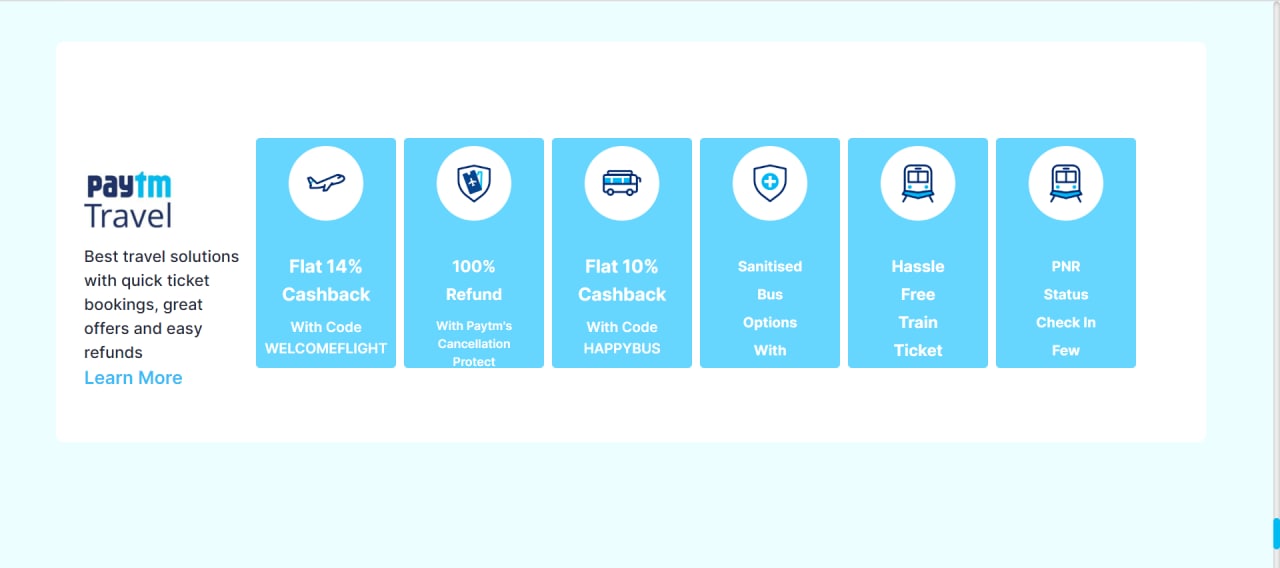 paytm
Travel
Best travel solutions
with quick ticket
bookings, great
offers and easy
refunds
Learn More
Flat 14%
Cashback
With Code
WELCOMEFLIGHT
100%
Refund
With Paytm's
Cancellation
Protect
Flat 10%
Cashback
With Code
HAPPYBUS
Sanitised
Bus
Options
With
Hassle
Free
Train
Ticket
PNR
Status
Check In
Few